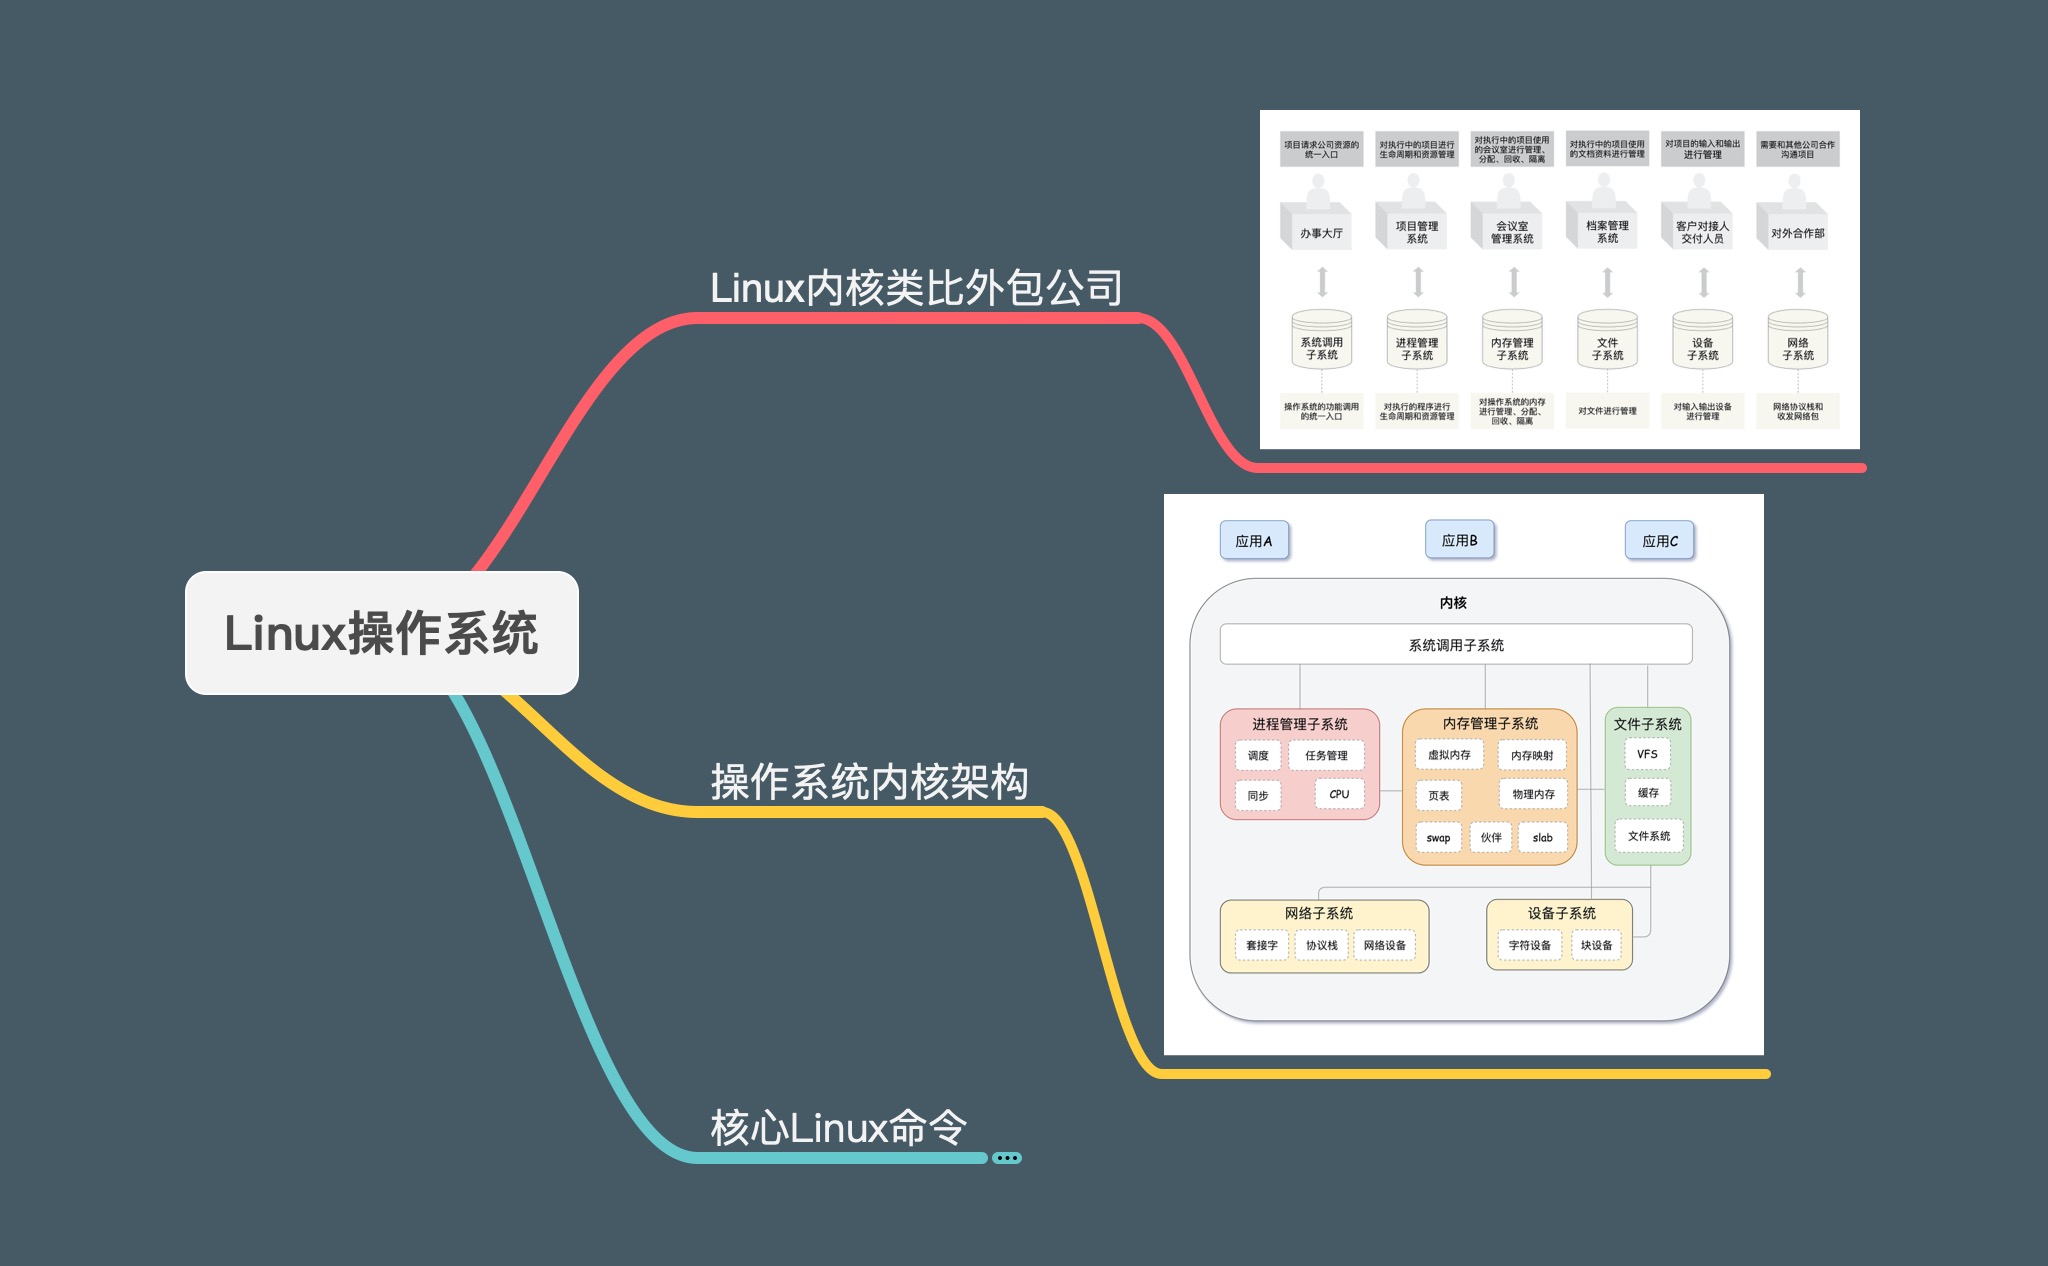 Linux操作系统
Linux内核类比外包公司
项目请求公司资源的
统一入口
对执行中的项目进行
生命周期和资源管理
对执行中的项目使用
的会议室进行管理、
分配、回收、隔离
对执行中的项目使用
的文档资料进行管理
对项目的输入和输出
进行管理
需要和其他公司合作
沟通项目
办事大厅
项目管理
系统
会议室
管理系统
档案管理
系统
客户对接人
交付人员
对外合作部
系统调用
子系统
进程管理
子系统
内存管理
子系统
文件
子系统
设备
子系统
网络
子系统
操作系统的功能调用
的统一入口
对执行的程序进行
生命周期和资源管理
对操作系统的内存
进行管理、分配、
回收、隔离
对文件进行管理
对输入输出设备
进行管理
网络协议栈和
收发网络包
操作系统内核架构
应用A
应用B
应用C
内核
系统调用子系统
进程管理子系统
调度
任务管理
同步
CPU
内存管理子系统
虚拟内存
内存映射
页表
物理内存
swap
伙伴
slab
文件子系统
VFS
缓存
文件系统
网络子系统
套接字
协议栈
网络设备
设备子系统
字符设备
块设备
核心Linux命令